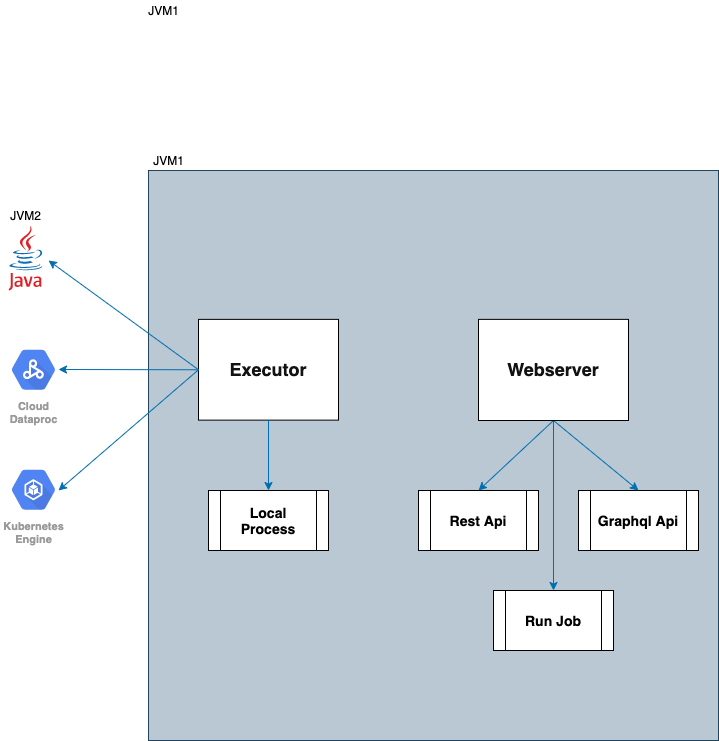 JVM1
JVM1
JVM2
Java
Executor
Webserver
Cloud
Dataproc
Local
Process
Rest Api
Graphql Api
Kubernetes
Engine
Run Job